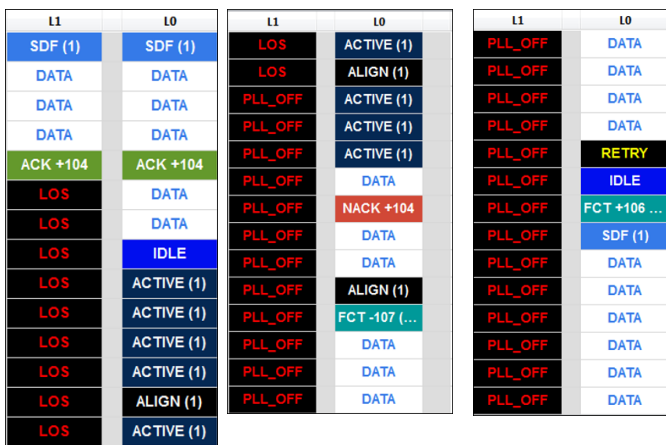 L1 L0
SDF (1) SDF (1)
DATA DATA
DATA DATA
DATA DATA
ACK +104 ACK +104
LOS DATA
LOS DATA
LOS IDLE
LOS ACTIVE (1)
LOS ACTIVE (1)
LOS ACTIVE (1)
LOS ACTIVE (1)
LOS ALIGN (1)
LOS ACTIVE (1)
L1 L0
LOS ACTIVE (1)
LOS ALIGN (1)
PLL_OFF ACTIVE (1)
PLL_OFF ACTIVE (1)
PLL_OFF ACTIVE (1)
PLL_OFF DATA
PLL_OFF NACK +104
PLL_OFF DATA
PLL_OFF DATA
PLL_OFF ALIGN (1)
PLL_OFF FCT -107 (...
PLL_OFF DATA
PLL_OFF DATA
PLL_OFF DATA
L1 L0
PLL_OFF DATA
PLL_OFF DATA
PLL_OFF DATA
PLL_OFF DATA
PLL_OFF RETRY
PLL_OFF IDLE
PLL_OFF FCT +106 ...
PLL_OFF SDF (1)
PLL_OFF DATA
PLL_OFF DATA
PLL_OFF DATA
PLL_OFF DATA
PLL_OFF DATA
PLL_OFF DATA